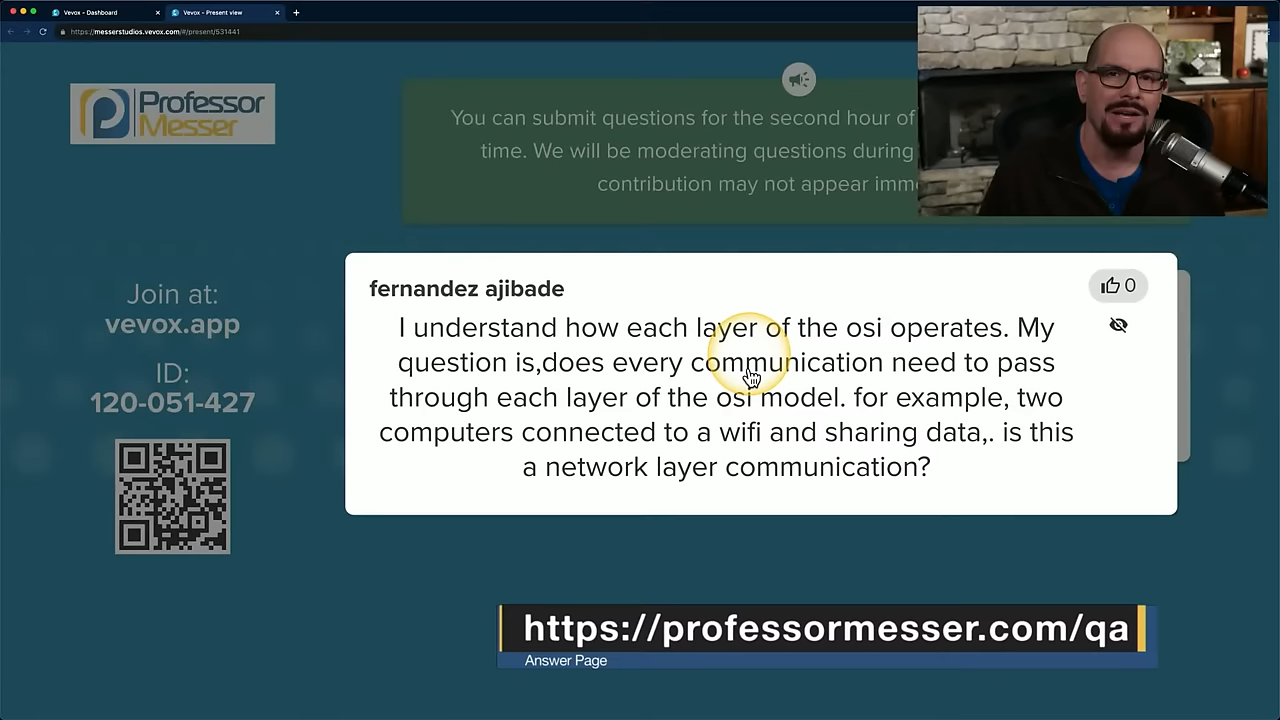 Vevox - Dashboard
Vevox - Present view
https://messerstudios.vevox.com/#/present/531441
Professor
Messer
You can submit questions for the second hour of
time. We will be moderating questions during
contribution may not appear imme
fernandez ajibade
0
I understand how each layer of the osi operates. My
question is,does every communication need to pass
through each layer of the osi model. for example, two
computers connected to a wifi and sharing data,. is this
a network layer communication?
Join at:
vevox.app
ID:
120-051-427
https://professormesser.com/qa
Answer Page